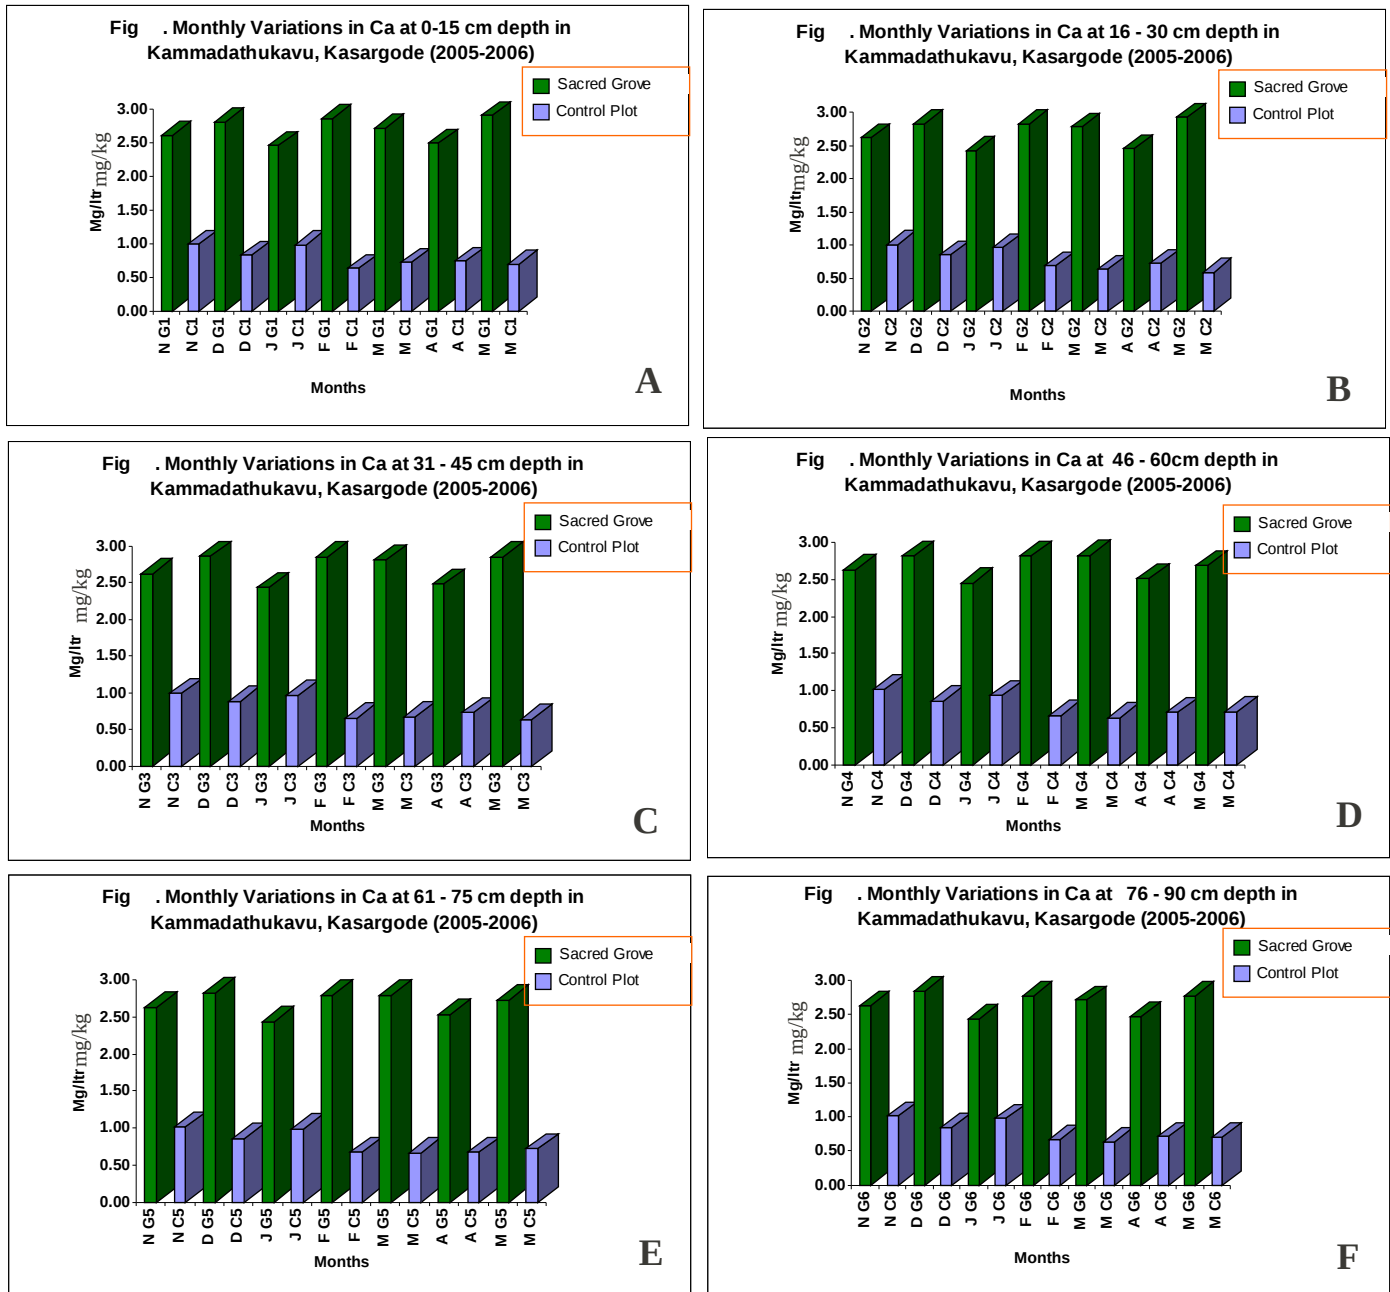 Fig . Monthly Variations in Ca at 0-15 cm depth in
Kammadathukavu, Kasargode (2005-2006)
Sacred Grove
Control Plot
3.00
2.50
2.00
1.50
1.00
0.50
0.00
Mg/ltr mg/kg
N G1
N C1
D G1
D C1
J G1
J C1
F G1
F C1
M G1
M C1
A G1
A C1
M G1
M C1
Months
A
Fig . Monthly Variations in Ca at 16 - 30 cm depth in
Kammadathukavu, Kasargode (2005-2006)
Sacred Grove
Control Plot
3.00
2.50
2.00
1.50
1.00
0.50
0.00
Mg/ltr mg/kg
N G2
N C2
D G2
D C2
J G2
J C2
F G2
F C2
M G2
M C2
A G2
A C2
M G2
M C2
Months
B
Fig . Monthly Variations in Ca at 31 - 45 cm depth in
Kammadathukavu, Kasargode (2005-2006)
Sacred Grove
Control Plot
3.00
2.50
2.00
1.50
1.00
0.50
0.00
Mg/ltr mg/kg
N G3
N C3
D G3
D C3
J G3
J C3
F G3
F C3
M G3
M C3
A G3
A C3
M G3
M C3
Months
C
Fig . Monthly Variations in Ca at 46 - 60cm depth in
Kammadathukavu, Kasargode (2005-2006)
Sacred Grove
Control Plot
3.00
2.50
2.00
1.50
1.00
0.50
0.00
Mg/ltr mg/kg
N G4
N C4
D G4
D C4
J G4
J C4
F G4
F C4
M G4
M C4
A G4
A C4
M G4
M C4
Months
D
Fig . Monthly Variations in Ca at 61 - 75 cm depth in
Kammadathukavu, Kasargode (2005-2006)
Sacred Grove
Control Plot
3.00
2.50
2.00
1.50
1.00
0.50
0.00
Mg/ltr mg/kg
N G5
N C5
D G5
D C5
J G5
J C5
F G5
F C5
M G5
M C5
A G5
A C5
M G5
M C5
Months
E
Fig . Monthly Variations in Ca at 76 - 90 cm depth in
Kammadathukavu, Kasargode (2005-2006)
Sacred Grove
Control Plot
3.00
2.50
2.00
1.50
1.00
0.50
0.00
Mg/ltr mg/kg
N G6
N C6
D G6
D C6
J G6
J C6
F G6
F C6
M G6
M C6
A G6
A C6
M G6
M C6
Months
F